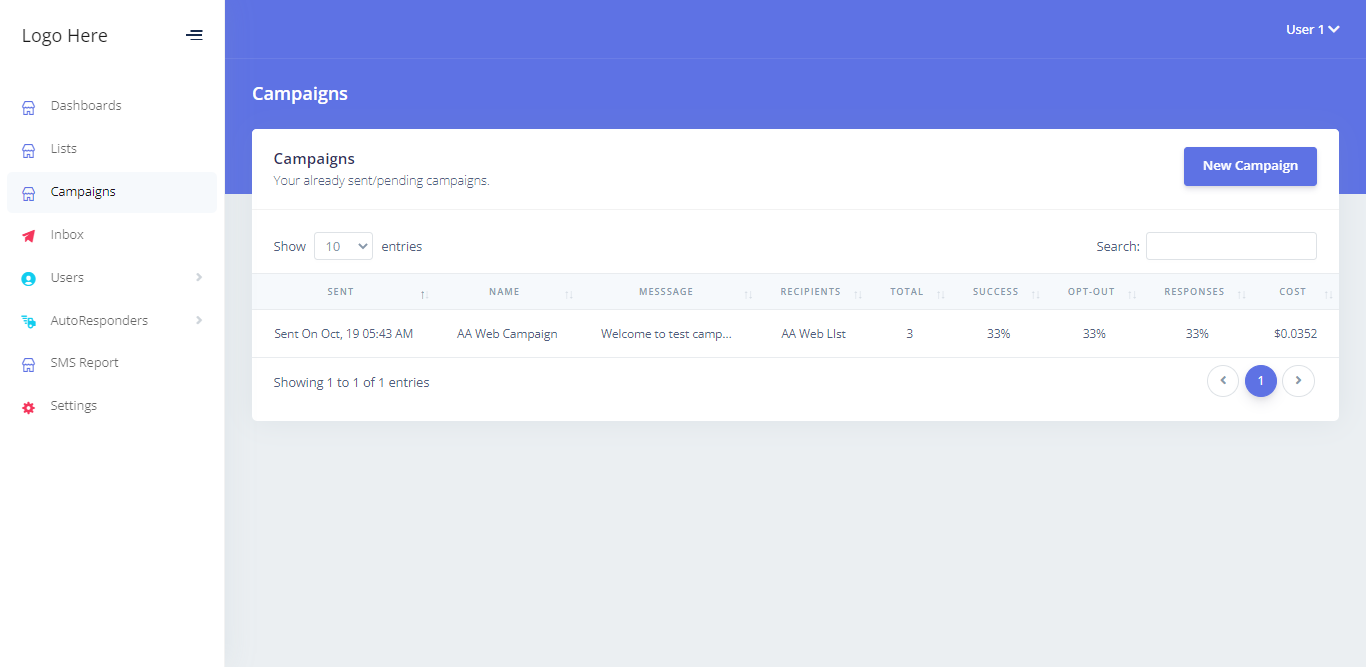 Logo Here
User 1
Dashboards
Lists
Campaigns
Inbox
Users
AutoResponders
SMS Report
Settings
Campaigns
Campaigns
Your already sent/pending campaigns.
New Campaign
Show 10 entries
Search:
SENT NAME MESSSAGE RECIPIENTS TOTAL SUCCESS OPT-OUT RESPONSES COST
Sent On Oct, 19 05:43 AM AA Web Campaign Welcome to test camp... AA Web LIst 3 33% 33% 33% $0.0352
Showing 1 to 1 of 1 entries
1